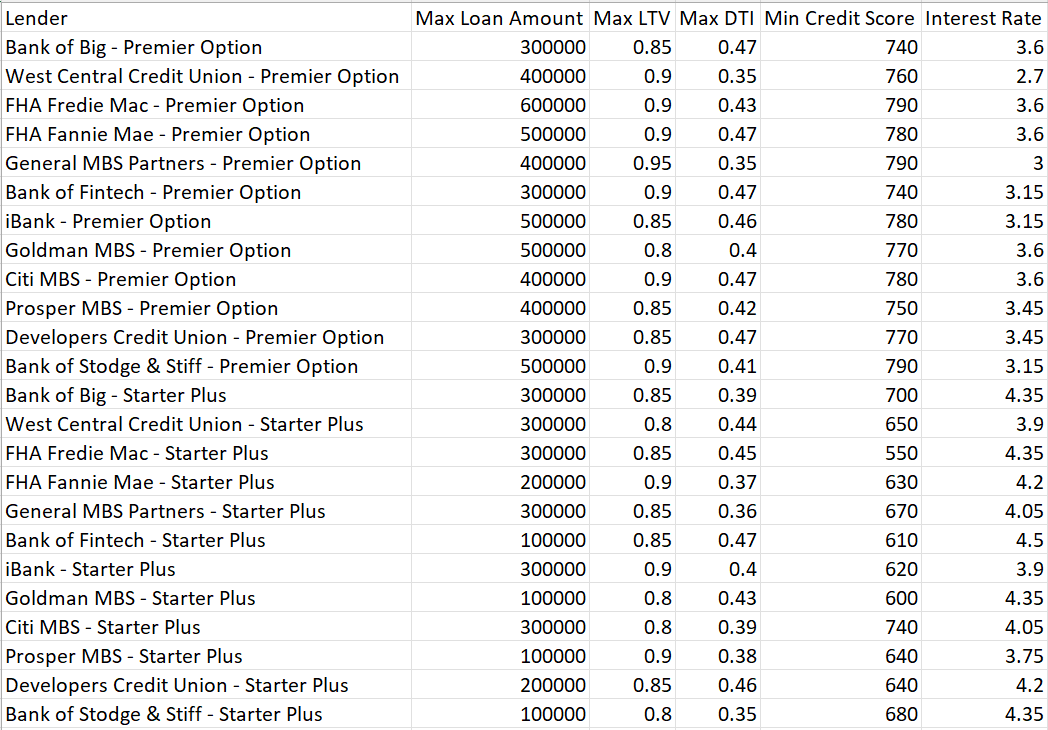 Lender Max Loan Amount Max LTV Max DTI Min Credit Score Interest Rate
Bank of Big - Premier Option 300000 0.85 0.47 740 3.6
West Central Credit Union - Premier Option 400000 0.9 0.35 760 2.7
FHA Fredie Mac - Premier Option 600000 0.9 0.43 790 3.6
FHA Fannie Mae - Premier Option 500000 0.9 0.47 780 3.6
General MBS Partners - Premier Option 400000 0.95 0.35 790 3
Bank of Fintech - Premier Option 300000 0.9 0.47 740 3.15
iBank - Premier Option 500000 0.85 0.46 780 3.15
Goldman MBS - Premier Option 500000 0.8 0.4 770 3.6
Citi MBS - Premier Option 400000 0.9 0.47 780 3.6
Prosper MBS - Premier Option 400000 0.85 0.42 750 3.45
Developers Credit Union - Premier Option 300000 0.85 0.47 770 3.45
Bank of Stodge & Stiff - Premier Option 500000 0.9 0.41 790 3.15
Bank of Big - Starter Plus 300000 0.85 0.39 700 4.35
West Central Credit Union - Starter Plus 300000 0.8 0.44 650 3.9
FHA Fredie Mac - Starter Plus 300000 0.85 0.45 550 4.35
FHA Fannie Mae - Starter Plus 200000 0.9 0.37 630 4.2
General MBS Partners - Starter Plus 300000 0.85 0.36 670 4.05
Bank of Fintech - Starter Plus 100000 0.85 0.47 610 4.5
iBank - Starter Plus 300000 0.9 0.4 620 3.9
Goldman MBS - Starter Plus 100000 0.8 0.43 600 4.35
Citi MBS - Starter Plus 300000 0.8 0.39 740 4.05
Prosper MBS - Starter Plus 100000 0.9 0.38 640 3.75
Developers Credit Union - Starter Plus 200000 0.85 0.46 640 4.2
Bank of Stodge & Stiff - Starter Plus 100000 0.8 0.35 680 4.35